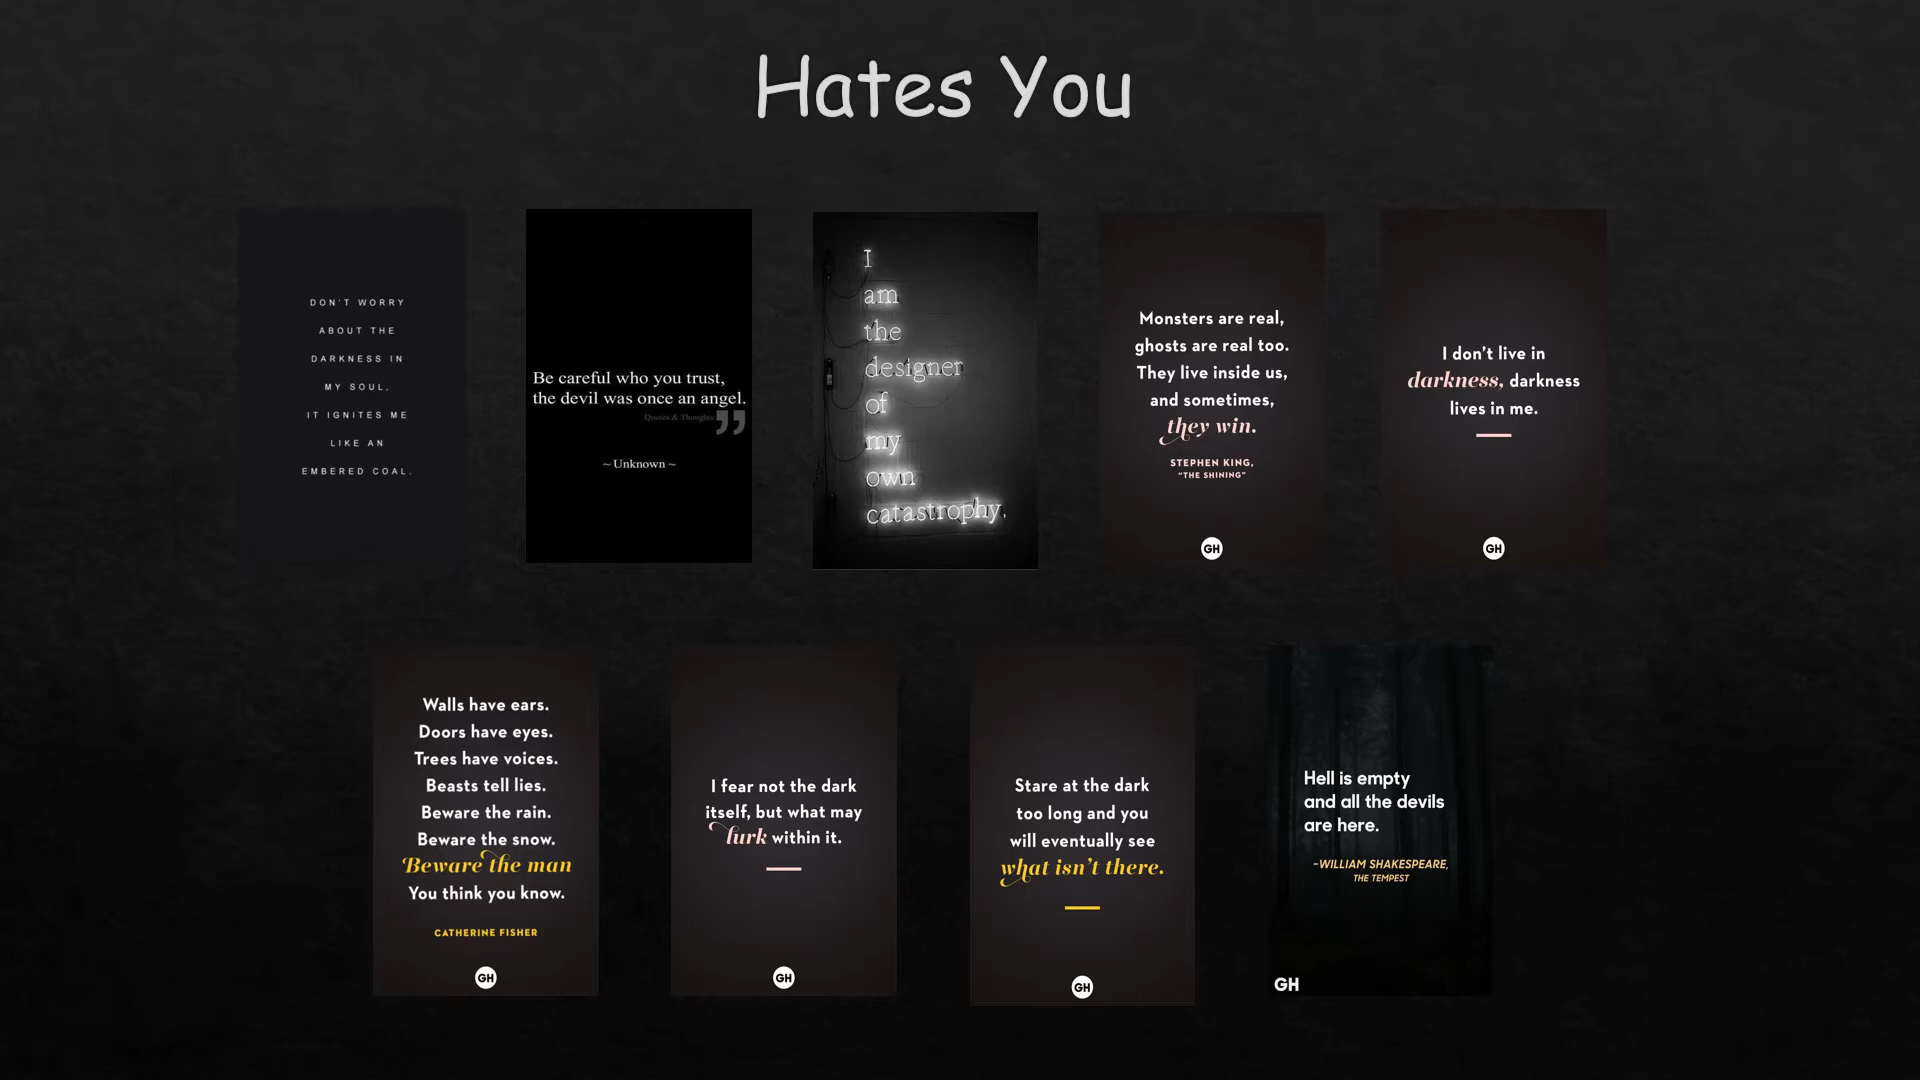 Hates You
DON'T WORRY
ABOUT THE
DARKNESS IN
MY SOUL.
IT IGNITES ME
LIKE AN
EMBERED COAL.
Be careful who you trust,
the devil was once an angel.
Quotes & Thoughts
~ Unknown ~
I
am
the
designer
of
my
own
catastrophy.
Monsters are real,
ghosts are real too.
They live inside us,
and sometimes,
they win.
STEPHEN KING,
"THE SHINING"
GH
I don't live in
darkness, darkness
lives in me.
GH
Walls have ears.
Doors have eyes.
Trees have voices.
Beasts tell lies.
Beware the rain.
Beware the snow.
Beware the man
You think you know.
CATHERINE FISHER
GH
I fear not the dark
itself, but what may
lurk within it.
GH
Stare at the dark
too long and you
will eventually see
what isn't there.
GH
Hell is empty
and all the devils
are here.
–WILLIAM SHAKESPEARE,
THE TEMPEST
GH